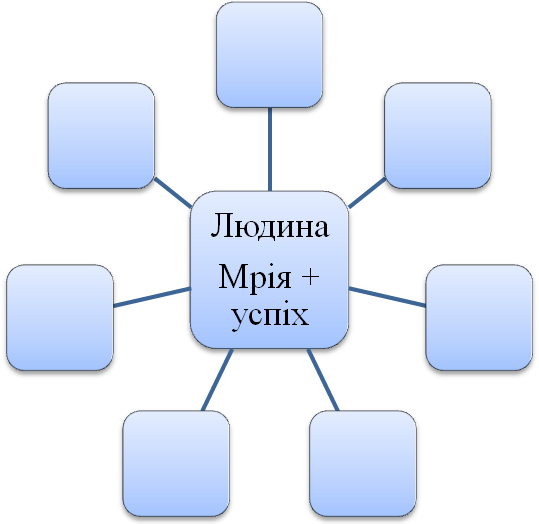 Людина
Мрія +
успіх